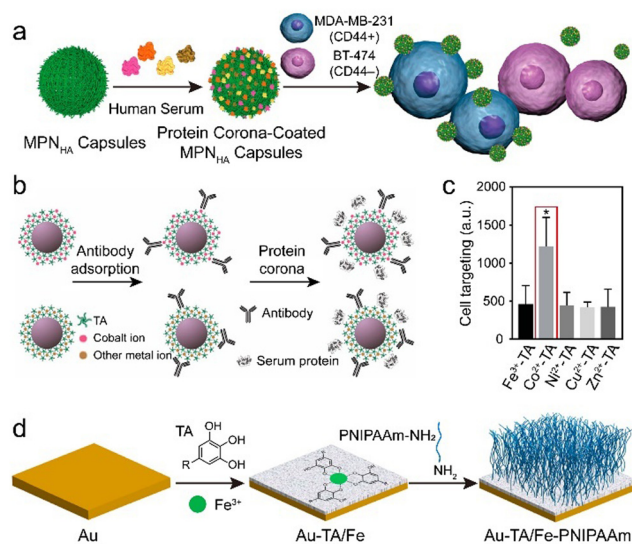 a
MDA-MB-231
(CD44+)
BT-474
(CD44–)
Human Serum
MPN_HA Capsules
Protein Corona-Coated
MPN_HA Capsules
b
Antibody
adsorption
Protein
corona
TA
Cobalt ion
Other metal ion
Antibody
Serum protein
c
Cell targeting (a.u.)
2000
1500
1000
500
0
*
Fe³⁺-TA
Co²⁺-TA
Ni²⁺-TA
Cu²⁺-TA
Zn²⁺-TA
d
TA
OH
OH
OH
R
Fe³⁺
PNIPAAm-NH₂
NH₂
Au
Au-TA/Fe
Au-TA/Fe-PNIPAAm